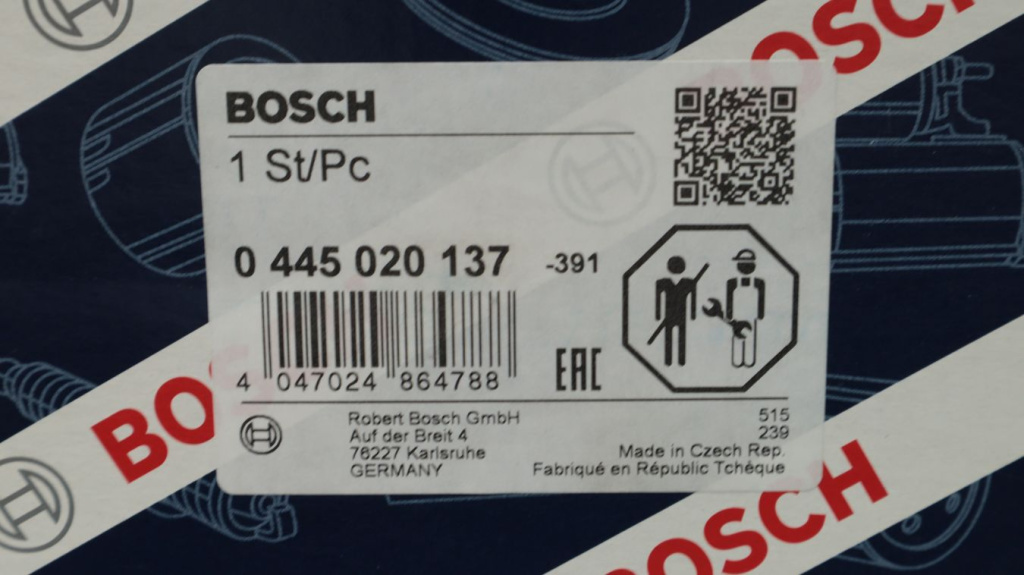 BOSCH
BOSCH
1 St/Pc
0 445 020 137 -391
4 047024 864788
EAC
Robert Bosch GmbH
Auf der Breit 4
76227 Karlsruhe
GERMANY
515
239
Made in Czech Rep.
Fabriqué en Républic Tchèque
BOS
BOSCH